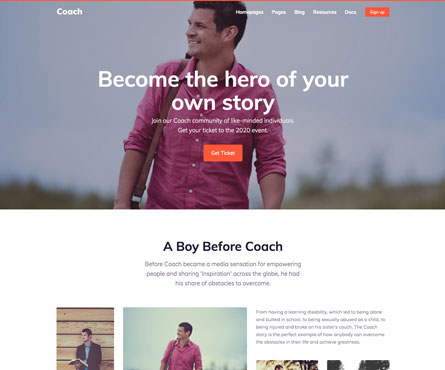 Coach
Homepages Pages Blog Resources Docs Sign up
Become the hero of your
own story
Join our Coach community of like-minded individuals.
Get your ticket to the 2020 event.
Get Ticket
A Boy Before Coach
Before Coach became a media sensation for empowering
people and sharing 'Inspiration' across the globe, he had
his share of obstacles to overcome.
From having a learning disability, which led to being alone
and bullied in school, to being sexually abused as a child, to
being injured and broke on his sister's couch, The Coach
story is the perfect example of how anybody can overcome
the obstacles in their life and achieve greatness.